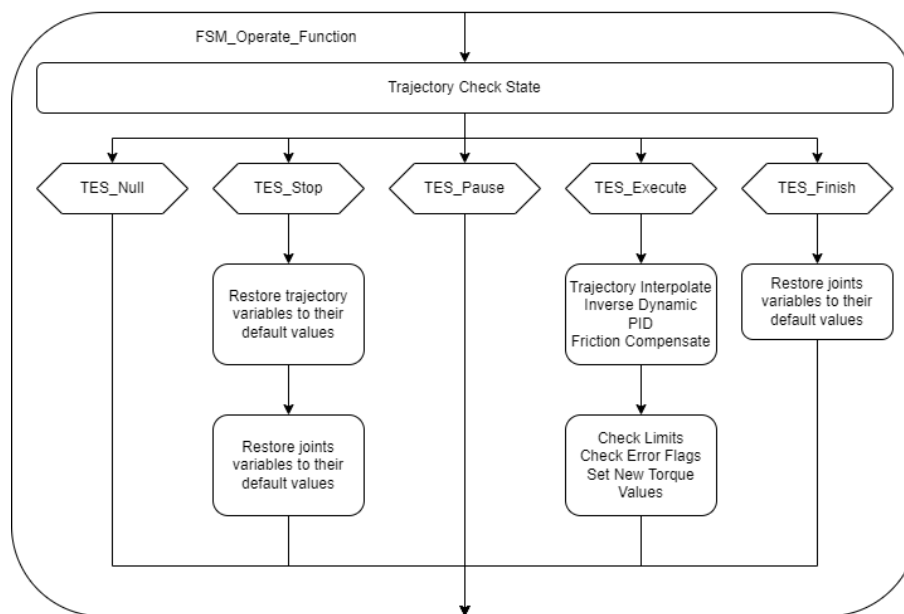 FSM_Operate_Function
Trajectory Check State
TES_Null
TES_Stop
TES_Pause
TES_Execute
TES_Finish
Restore trajectory
variables to their
default values
Trajectory Interpolate
Inverse Dynamic
PID
Friction Compensate
Restore joints
variables to their
default values
Restore joints
variables to their
default values
Check Limits
Check Error Flags
Set New Torque
Values